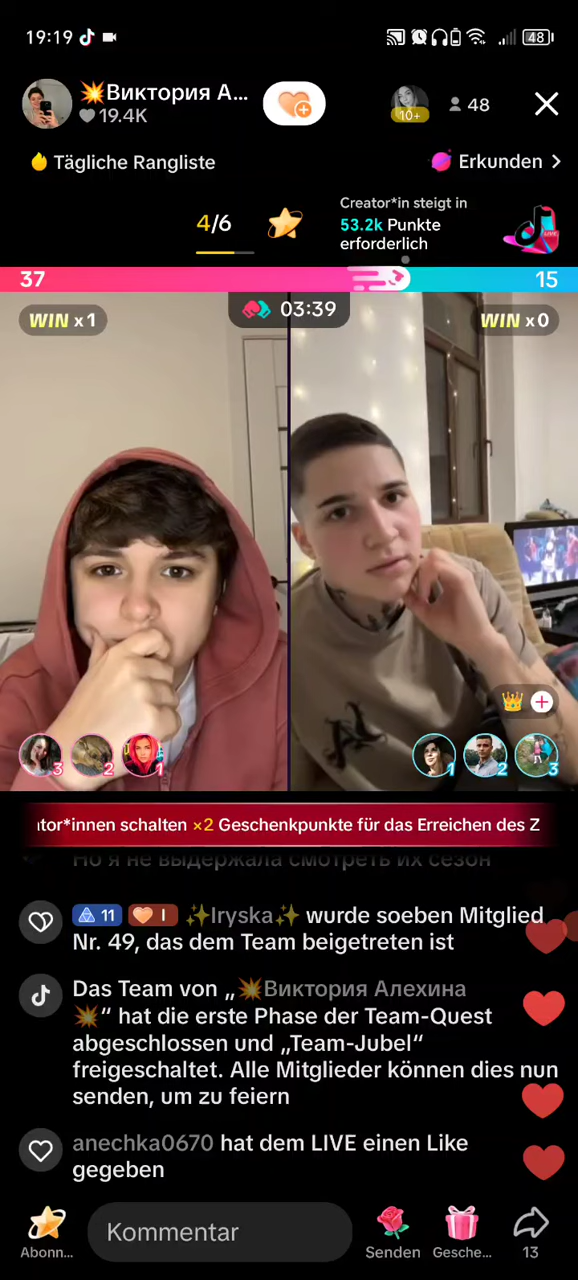 19:19
48
💥Виктория А...
19.4K
10+
48
Tägliche Rangliste
Erkunden >
4/6
Creator*in steigt in
53.2k Punkte
erforderlich
LIVE
37
15
WIN x1
03:39
WIN x0
3
2
1
1
2
3
ator*innen schalten ×2 Geschenkpunkte für das Erreichen des Z
Но я не выдержала смотреть их сезон
11 I ✨Iryska✨ wurde soeben Mitglied
Nr. 49, das dem Team beigetreten ist
Das Team von „💥Виктория Алехина
💥“ hat die erste Phase der Team-Quest
abgeschlossen und „Team-Jubel“
freigeschaltet. Alle Mitglieder können dies nun
senden, um zu feiern
anechka0670 hat dem LIVE einen Like
gegeben
Abonn...
Kommentar
Senden
Gesche...
13